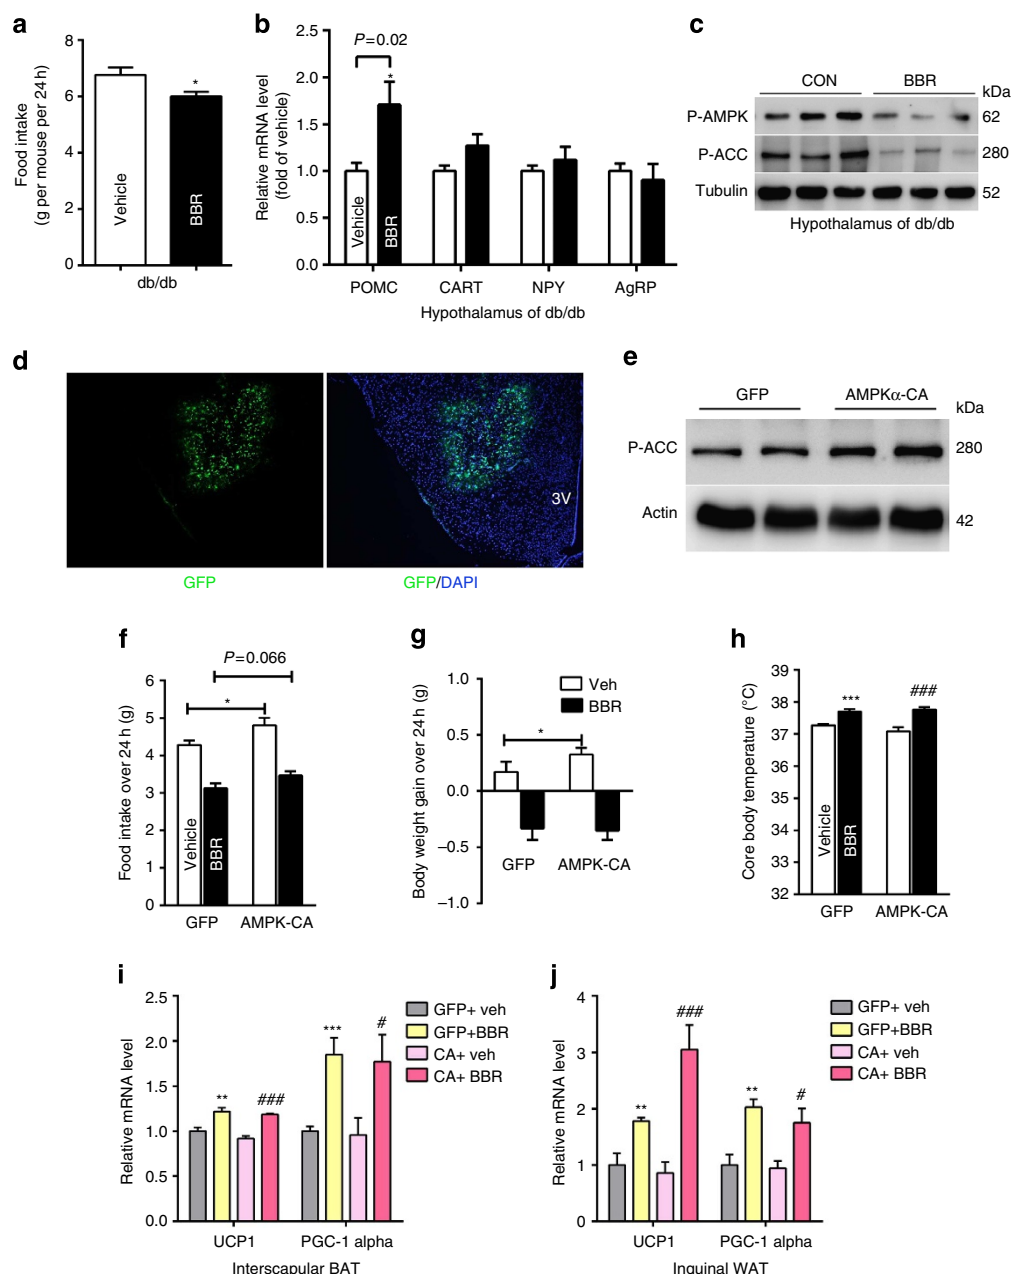 a
8
6
4
2
0
Food intake
(g per mouse per 24 h)
*
Vehicle
BBR
db/db
b
P=0.02
2.5
2.0
1.5
1.0
0.5
0.0
Relative mRNA level
(fold of vehicle)
*
Vehicle
BBR
POMC CART NPY AgRP
Hypothalamus of db/db
c
CON BBR
kDa
P-AMPK 62
P-ACC 280
Tubulin 52
Hypothalamus of db/db
d
3V
GFP
GFP/DAPI
e
GFP AMPKα-CA
kDa
P-ACC 280
Actin 42
f
P=0.066
*
6
5
4
3
2
1
0
Food intake over 24 h (g)
Vehicle
BBR
GFP AMPK-CA
g
1.0
0.5
0.0
−0.5
−1.0
Body weight gain over 24 h (g)
Veh
BBR
*
GFP AMPK-CA
h
39
38
37
35
34
33
32
Core body temperature (°C)
*** ###
Vehicle
BBR
GFP AMPK-CA
i
2.5
2.0
1.5
1.0
0.5
0.0
Relative mRNA level
** ### *** #
GFP+ veh
GFP+BBR
CA+ veh
CA+ BBR
UCP1 PGC-1 alpha
Interscapular BAT
j
4
3
2
1
0
Relative mRNA level
** ### ** #
GFP+ veh
GFP+BBR
CA+ veh
CA+ BBR
UCP1 PGC-1 alpha
Inguinal WAT